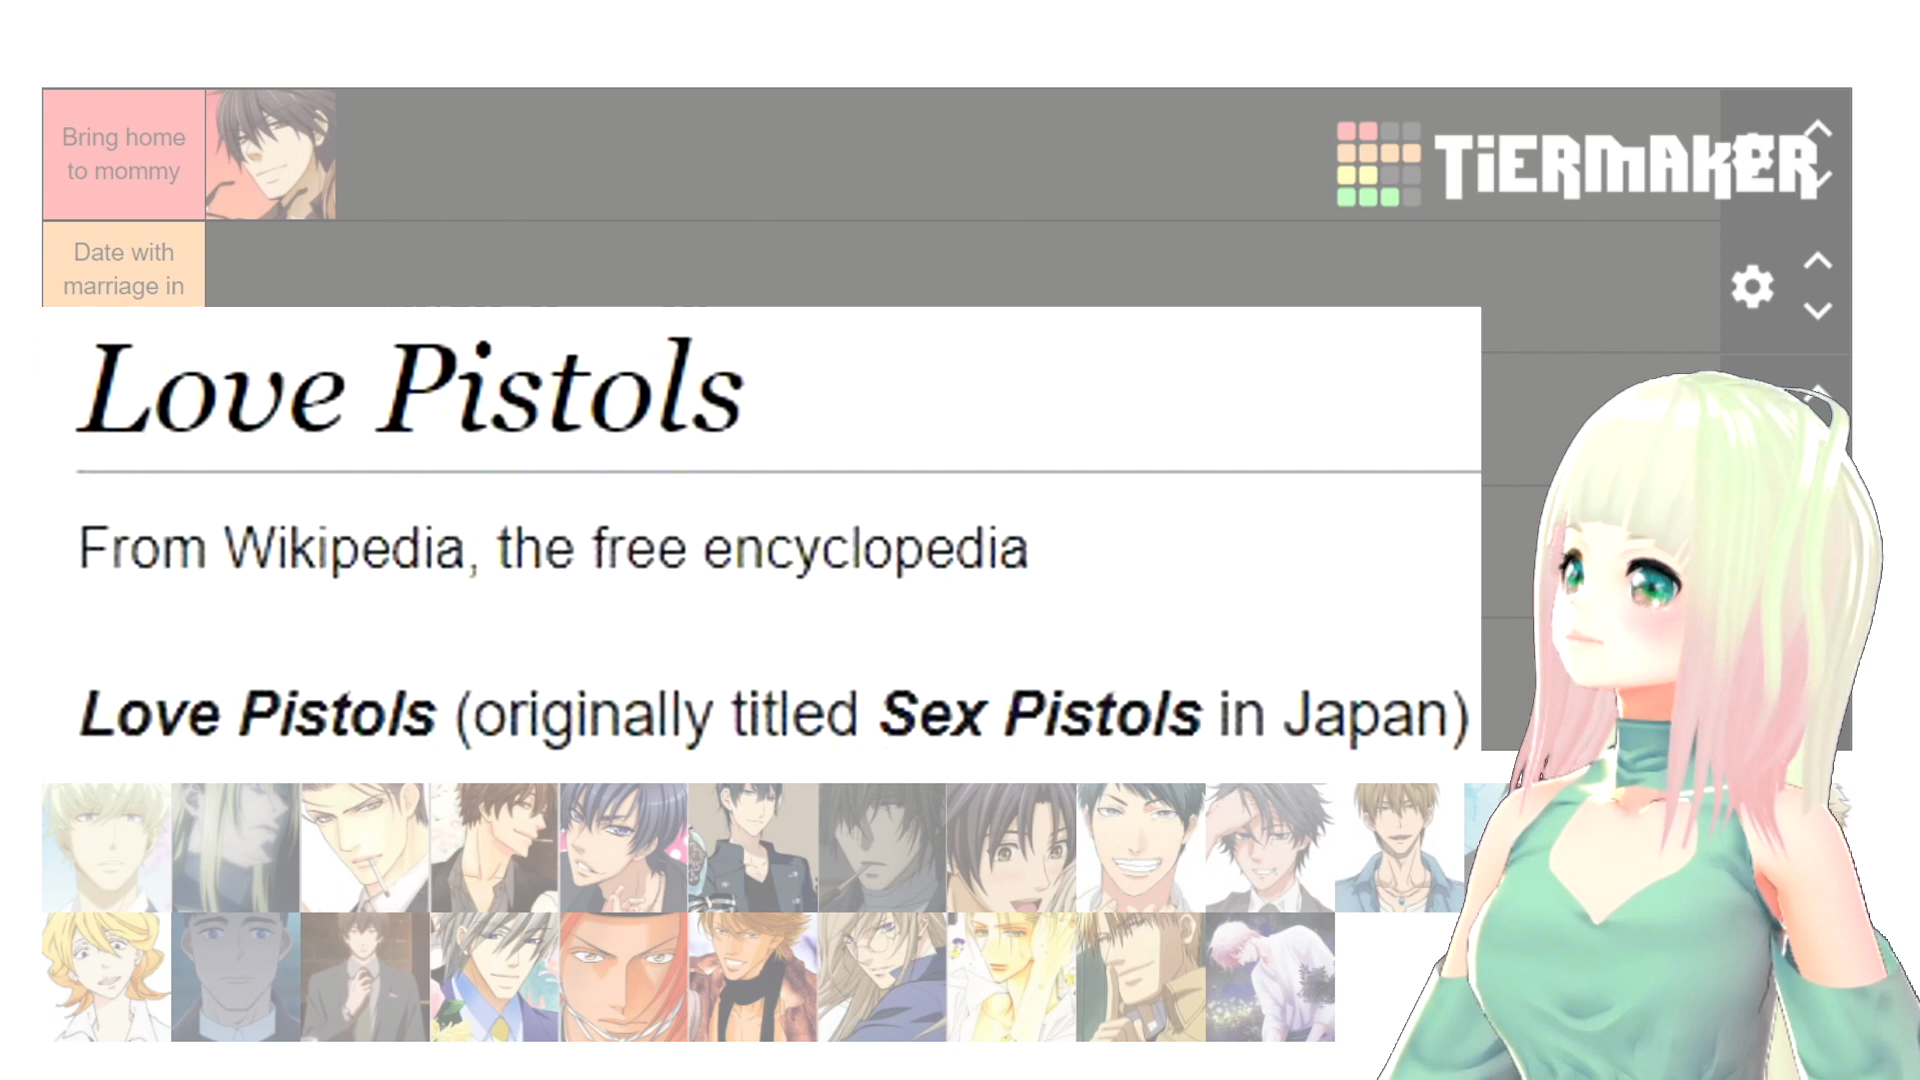 Bring home
to mommy
TiERMAKER
Date with
marriage in
Love Pistols
From Wikipedia, the free encyclopedia
Love Pistols (originally titled Sex Pistols in Japan)